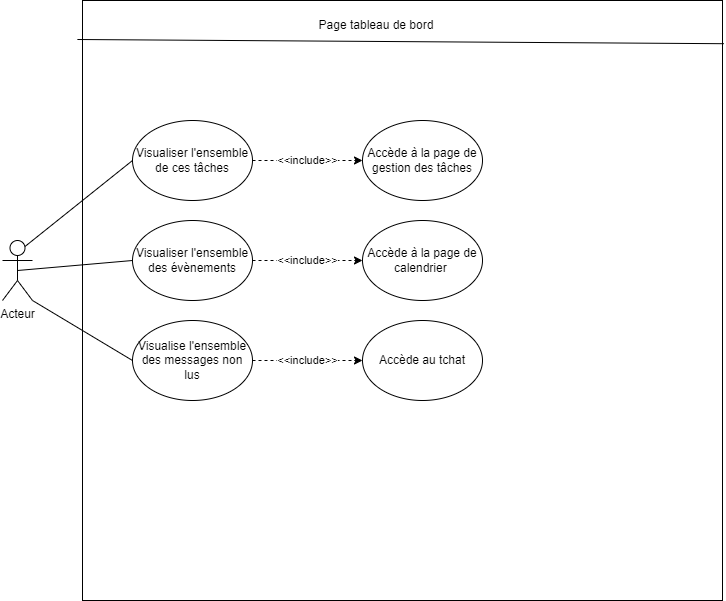 Page tableau de bord
Visualiser l'ensemble
de ces tâches
<<include>>
Accède à la page de
gestion des tâches
Visualiser l'ensemble
des évènements
<<include>>
Accède à la page de
calendrier
Acteur
Visualise l'ensemble
des messages non
lus
<<include>>
Accède au tchat